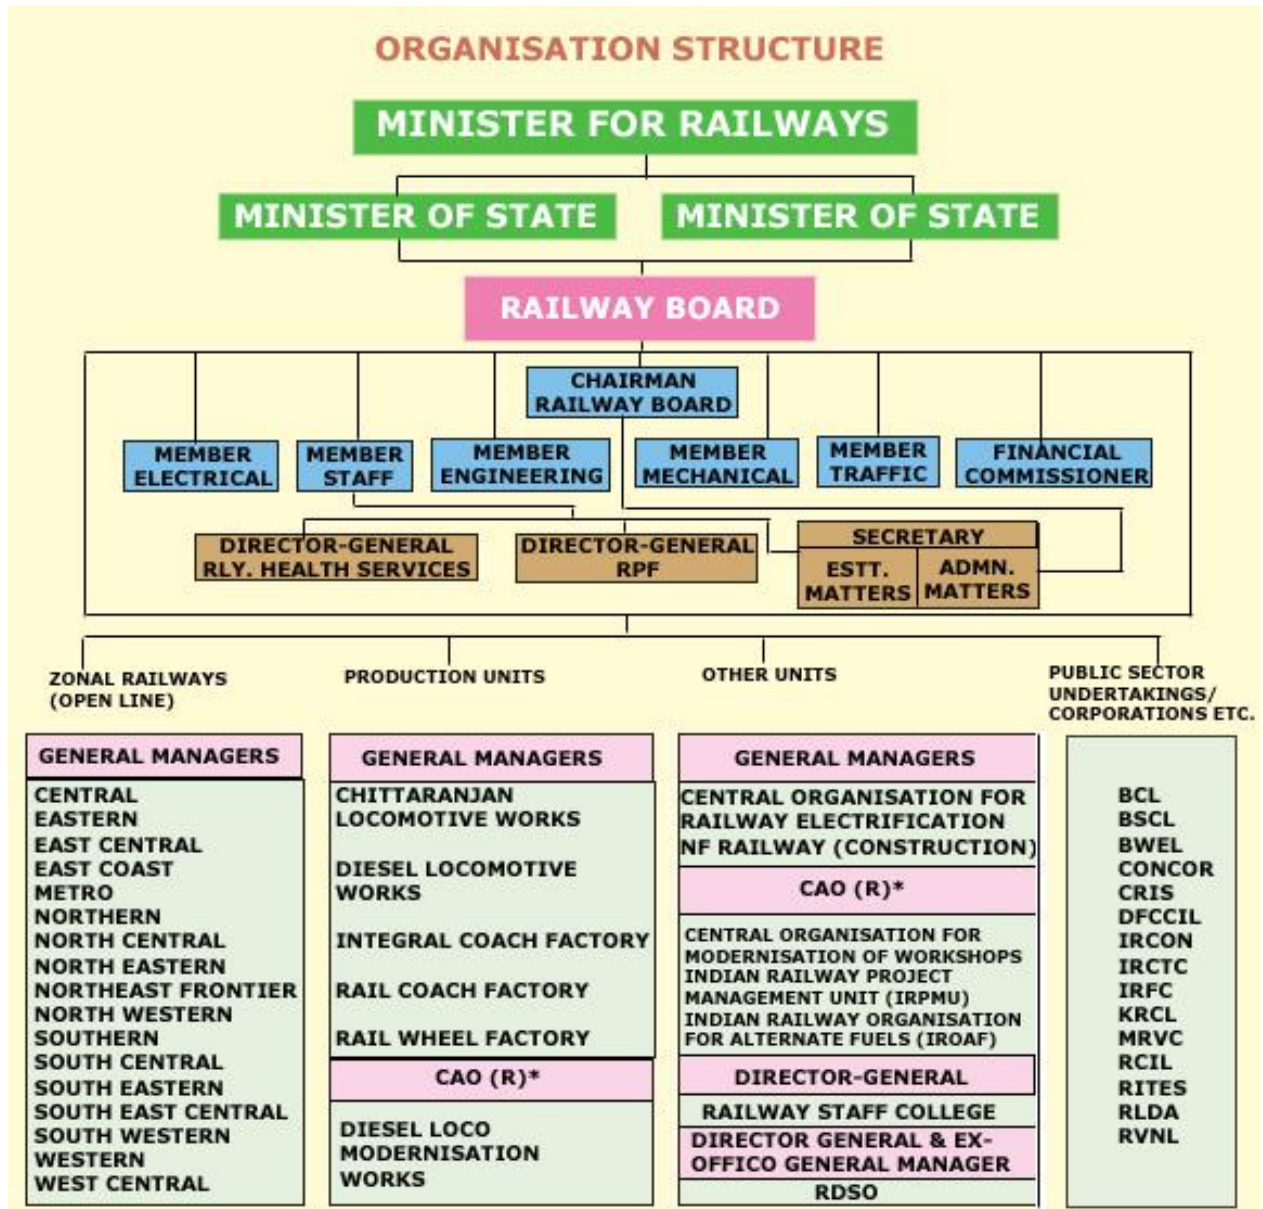 ORGANISATION STRUCTURE
MINISTER FOR RAILWAYS
MINISTER OF STATE
MINISTER OF STATE
RAILWAY BOARD
CHAIRMAN
RAILWAY BOARD
MEMBER
ELECTRICAL
MEMBER
STAFF
MEMBER
ENGINEERING
MEMBER
MECHANICAL
MEMBER
TRAFFIC
FINANCIAL
COMMISSIONER
DIRECTOR-GENERAL
RLY. HEALTH SERVICES
DIRECTOR-GENERAL
RPF
SECRETARY
ESTT.
MATTERS
ADMN.
MATTERS
ZONAL RAILWAYS
(OPEN LINE)
GENERAL MANAGERS
CENTRAL
EASTERN
EAST CENTRAL
EAST COAST
METRO
NORTHERN
NORTH CENTRAL
NORTH EASTERN
NORTHEAST FRONTIER
NORTH WESTERN
SOUTHERN
SOUTH CENTRAL
SOUTH EASTERN
SOUTH EAST CENTRAL
SOUTH WESTERN
WESTERN
WEST CENTRAL
PRODUCTION UNITS
GENERAL MANAGERS
CHITTARANJAN
LOCOMOTIVE WORKS
DIESEL LOCOMOTIVE
WORKS
INTEGRAL COACH FACTORY
RAIL COACH FACTORY
RAIL WHEEL FACTORY
CAO (R)*
DIESEL LOCO
MODERNISATION
WORKS
OTHER UNITS
GENERAL MANAGERS
CENTRAL ORGANISATION FOR
RAILWAY ELECTRIFICATION
NF RAILWAY (CONSTRUCTION)
CAO (R)*
CENTRAL ORGANISATION FOR
MODERNISATION OF WORKSHOPS
INDIAN RAILWAY PROJECT
MANAGEMENT UNIT (IRPMU)
INDIAN RAILWAY ORGANISATION
FOR ALTERNATE FUELS (IROAF)
DIRECTOR-GENERAL
RAILWAY STAFF COLLEGE
DIRECTOR GENERAL & EX-
OFFICO GENERAL MANAGER
RDSO
PUBLIC SECTOR
UNDERTAKINGS/
CORPORATIONS ETC.
BCL
BSCL
BWEL
CONCOR
CRIS
DFCCIL
IRCON
IRCTC
IRFC
KRCL
MRVC
RCIL
RITES
RLDA
RVNL